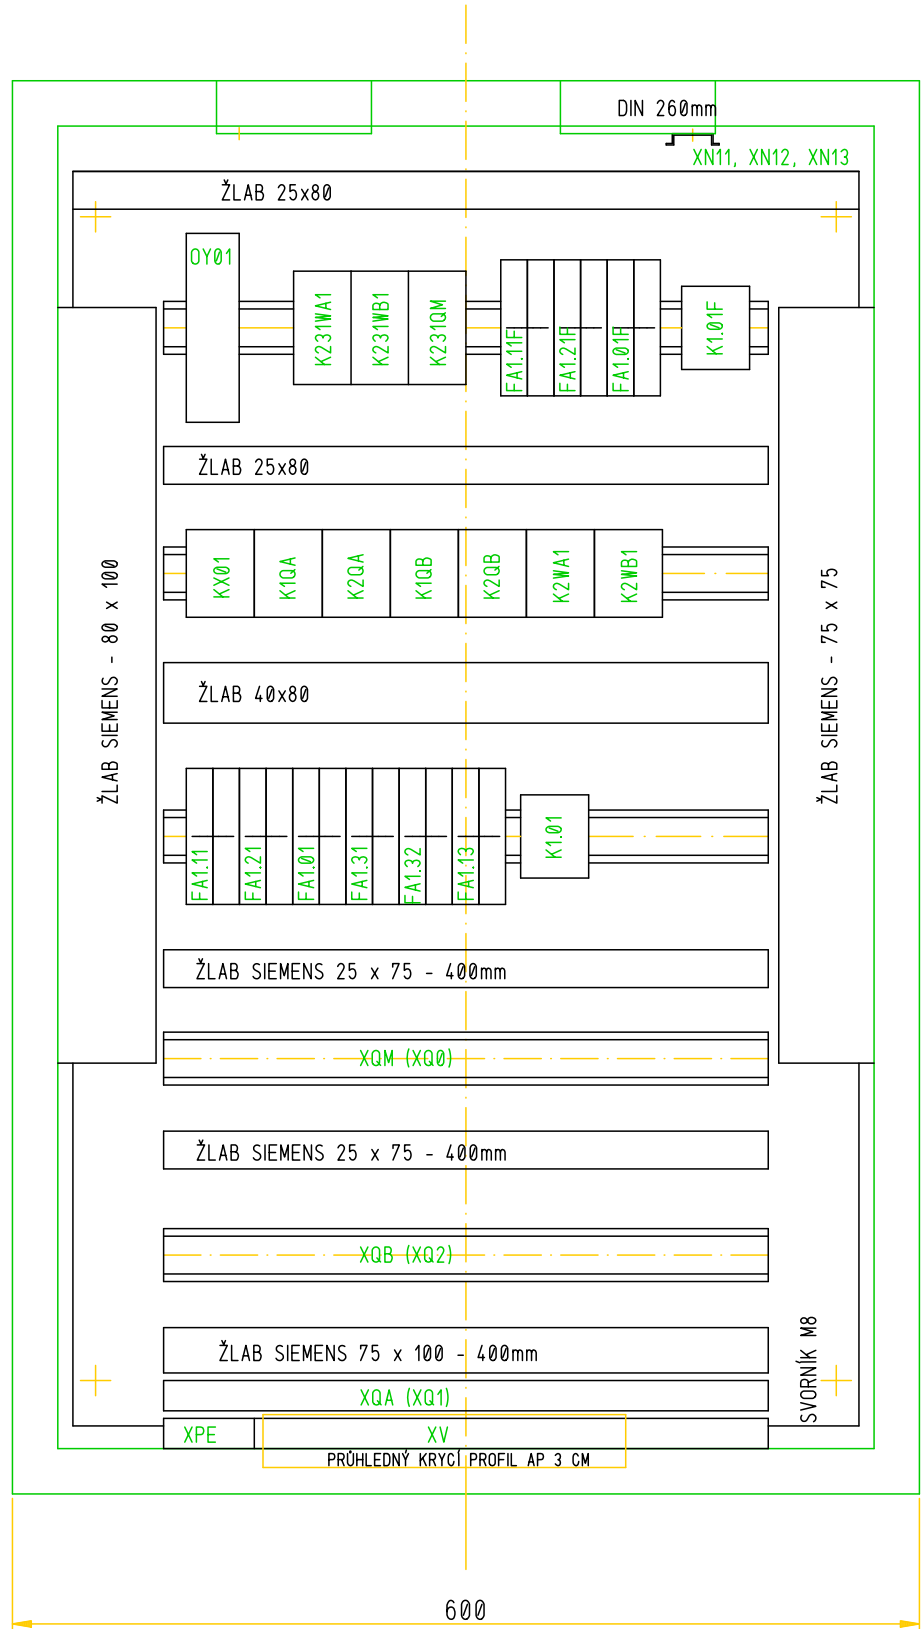 DIN 260mm
XN11, XN12, XN13
ŽLAB 25x80
OY01
K231WA1
K231WB1
K231QM
FA1.11F
FA1.21F
FA1.01F
K1.01F
ŽLAB 25x80
KX01
K1QA
K2QA
K1QB
K2QB
K2WA1
K2WB1
ŽLAB SIEMENS - 80 x 100
ŽLAB SIEMENS - 75 x 75
ŽLAB 40x80
FA1.11
FA1.21
FA1.01
FA1.31
FA1.32
FA1.13
K1.01
ŽLAB SIEMENS 25 x 75 - 400mm
XQM (XQ0)
ŽLAB SIEMENS 25 x 75 - 400mm
XQB (XQ2)
ŽLAB SIEMENS 75 x 100 - 400mm
SVORNÍK M8
XQA (XQ1)
XPE
XV
PRŮHLEDNÝ KRYCÍ PROFIL AP 3 CM
600